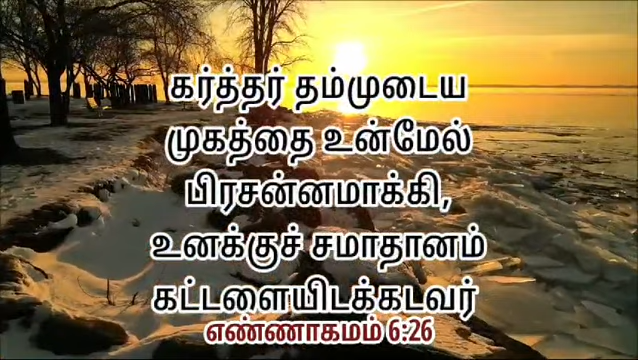 கர்த்தர் தம்முடைய
முகத்தை உன்மேல்
பிரசன்னமாக்கி,
உனக்குச் சமாதானம்
கட்டளையிடக்கடவர்
எண்ணாகமம் 6:26